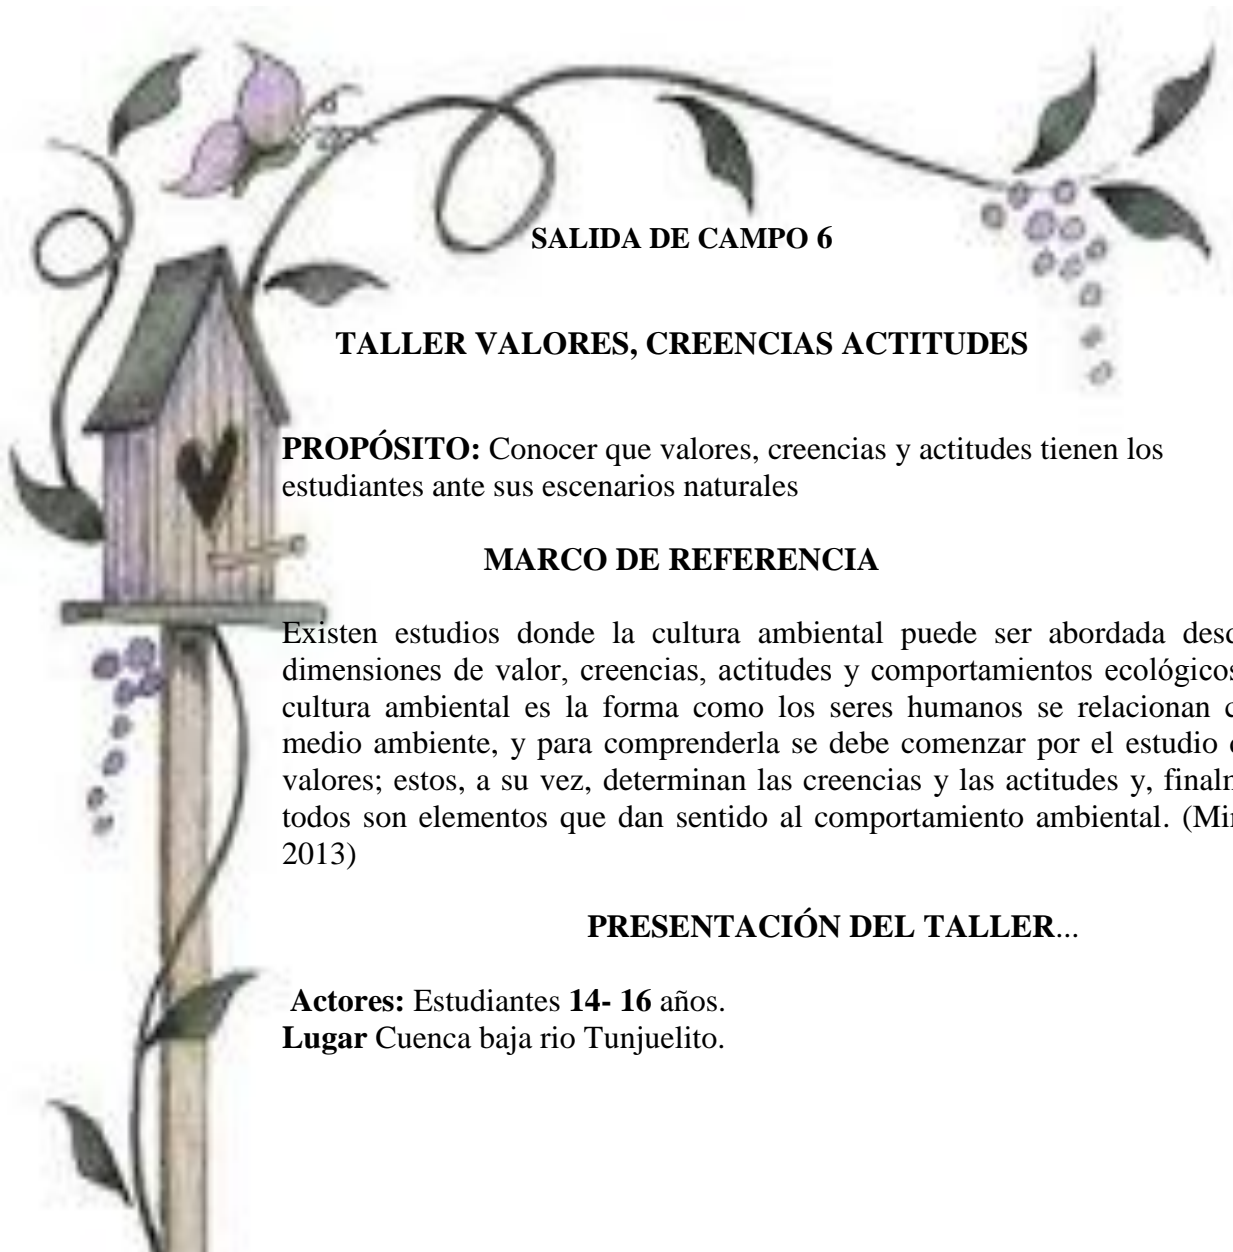 SALIDA DE CAMPO 6
TALLER VALORES, CREENCIAS ACTITUDES
PROPÓSITO: Conocer que valores, creencias y actitudes tienen los
estudiantes ante sus escenarios naturales
MARCO DE REFERENCIA
Existen estudios donde la cultura ambiental puede ser abordada
dimensiones de valor, creencias, actitudes y comportamientos ecológicos
cultura ambiental es la forma como los seres humanos se relacionan
medio ambiente, y para comprenderla se debe comenzar por el estudio
valores; estos, a su vez, determinan las creencias y las actitudes y,
todos son elementos que dan sentido al comportamiento ambiental.
2013)
PRESENTACIÓN DEL TALLER...
Actores: Estudiantes 14- 16 años.
Lugar Cuenca baja rio Tunjuelito.